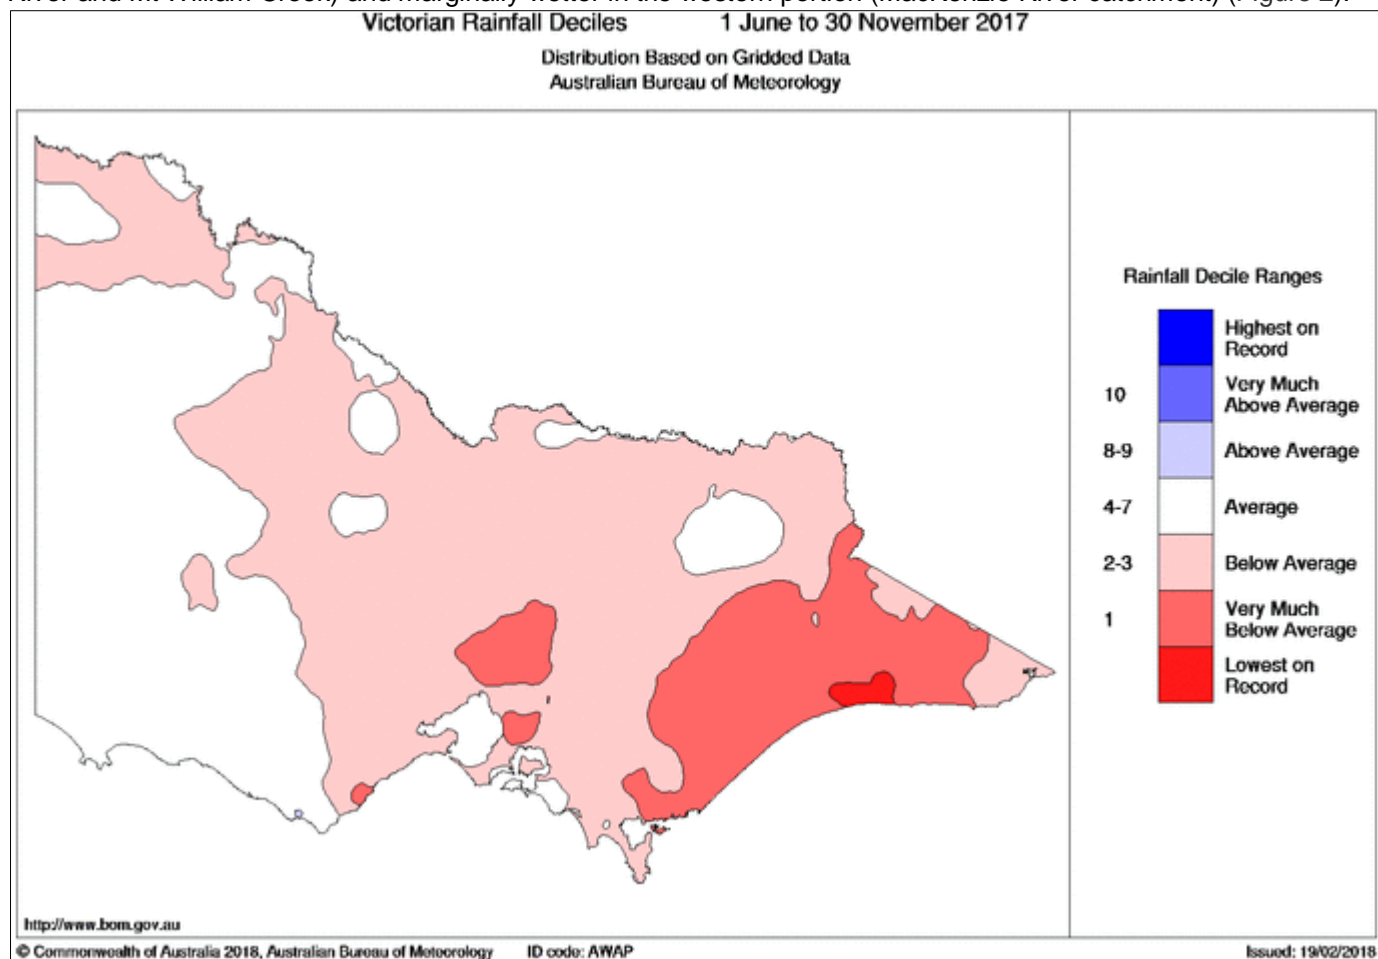 River and Mt William Creek) and marginally wetter in the western portion (MacKenzie River catchment) (Figure 2).
Victorian Rainfall Deciles 1 June to 30 November 2017
Distribution Based on Gridded Data
Australian Bureau of Meteorology
Rainfall Decile Ranges
Highest on
Record
10 Very Much
Above Average
8-9 Above Average
4-7 Average
2-3 Below Average
1 Very Much
Below Average
Lowest on
Record
http://www.bom.gov.au
© Commonwealth of Australia 2018, Australian Bureau of Meteorology ID code: AWAP Issued: 19/02/2018